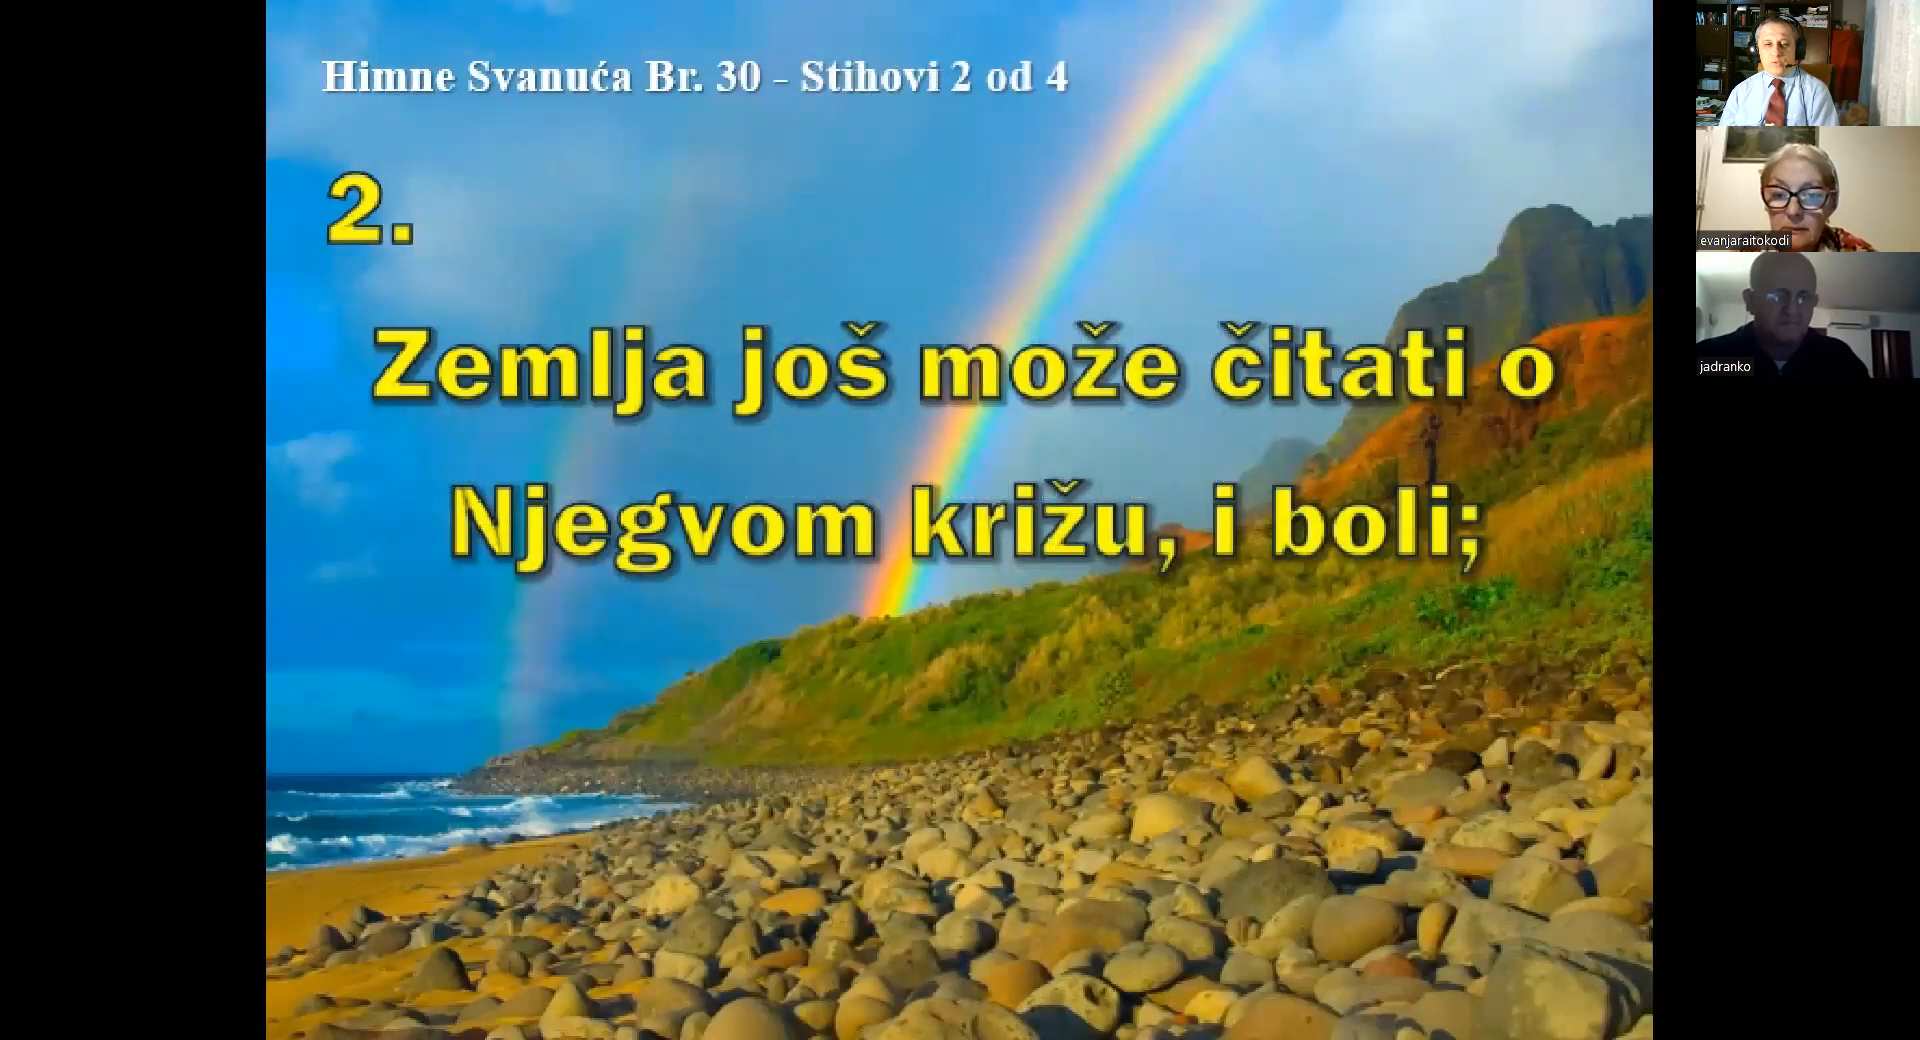 Himne Svanuća Br. 30 - Stihovi 2 od 4
2.
Zemlja još može čitati o
Njegvom križu, i boli;
evanjaraitokodi
jadranko